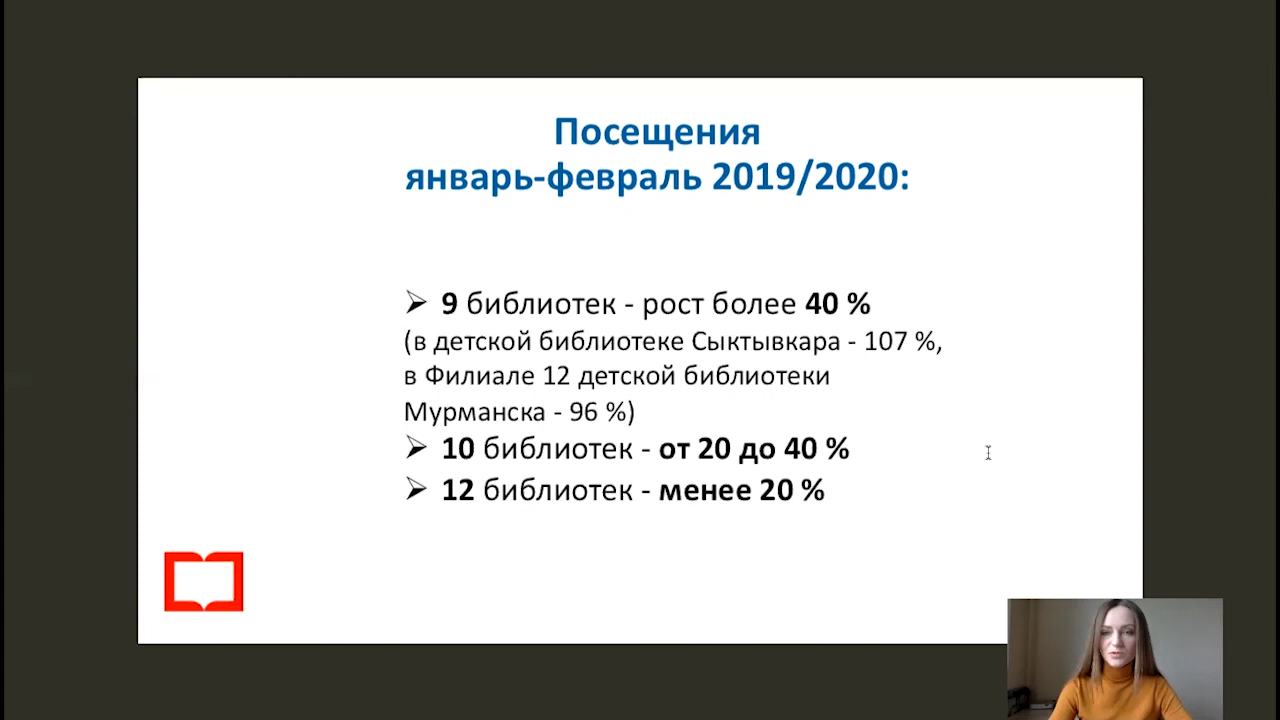 Посещения
январь-февраль 2019/2020:
➢ 9 библиотек - рост более 40 %
(в детской библиотеке Сыктывкара - 107 %,
в Филиале 12 детской библиотеки
Мурманска - 96 %)
➢ 10 библиотек - от 20 до 40 %
➢ 12 библиотек - менее 20 %